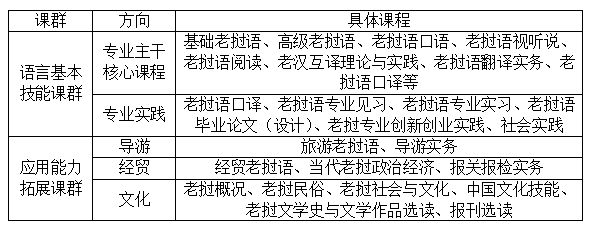 课群 方向 具体课程
语言基本
技能课群
专业主干
核心课程
基础老挝语、高级老挝语、老挝语口语、老挝语视听说、
老挝语阅读、老汉互译理论与实践、老挝语翻译实务、老
挝语口译等
专业实践
老挝语口译、老挝语专业见习、老挝语专业实习、老挝语
毕业论文（设计）、老挝专业创新创业实践、社会实践
应用能力
拓展课群
导游 旅游老挝语、导游实务
经贸 经贸老挝语、当代老挝政治经济、报关报检实务
文化
老挝概况、老挝民俗、老挝社会与文化、中国文化技能、
老挝文学史与文学作品选读、报刊选读